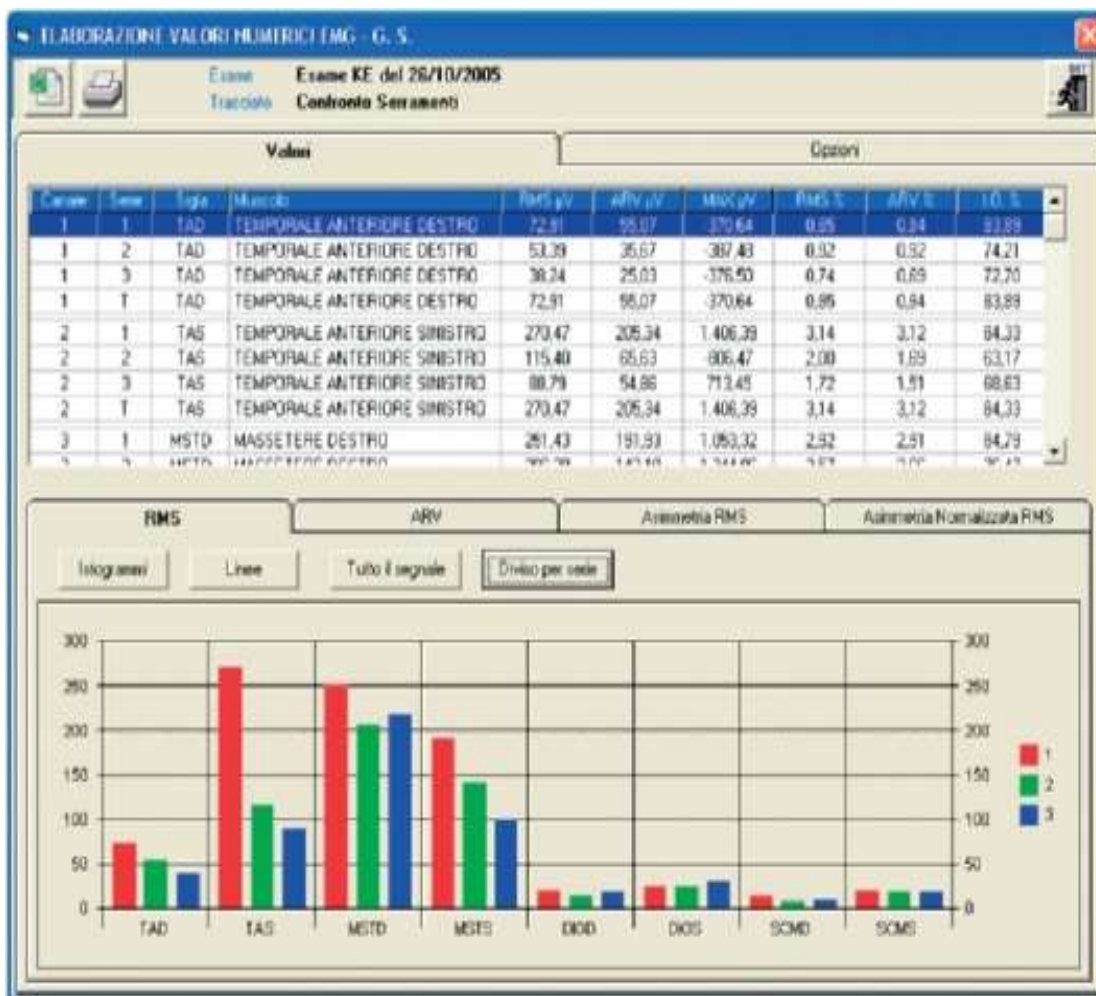 ELABORAZIONE VALORI NUMERICI EMG - G. S.
Esame Esame KE del 26/10/2005
Tracciato Confronto Serramenti
Valori Opzioni
Canale Serie Sigla Muscolo RMS µV ARV µV MAX µV RMS % ARV % I.O. %
1 1 TAD TEMPORALE ANTERIORE DESTRO 72,91 55,07 -370,64 0,85 0,84 83,89
1 2 TAD TEMPORALE ANTERIORE DESTRO 53,39 35,67 -387,48 0,92 0,92 74,21
1 3 TAD TEMPORALE ANTERIORE DESTRO 38,24 25,03 -376,50 0,74 0,69 72,70
1 T TAD TEMPORALE ANTERIORE DESTRO 72,91 55,07 -370,64 0,85 0,84 83,89
2 1 TAS TEMPORALE ANTERIORE SINISTRO 270,47 205,34 1.406,39 3,14 3,12 84,33
2 2 TAS TEMPORALE ANTERIORE SINISTRO 115,40 65,63 -806,47 2,00 1,69 63,17
2 3 TAS TEMPORALE ANTERIORE SINISTRO 88,79 54,86 713,45 1,72 1,51 68,63
2 T TAS TEMPORALE ANTERIORE SINISTRO 270,47 205,34 1.406,39 3,14 3,12 84,33
3 1 MSTD MASSETERE DESTRO 251,43 191,93 1.053,32 2,92 2,91 84,79
RMS ARV Asimmetria RMS Asimmetria Normalizzata RMS
Istogrammi Linee Tutto il segnale Diviso per serie
300 300
250 250
200 200
150 150
100 100
50 50
0 0
1
2
3
TAD TAS MSTD MSTS DIOD DIOS SCMD SCMS